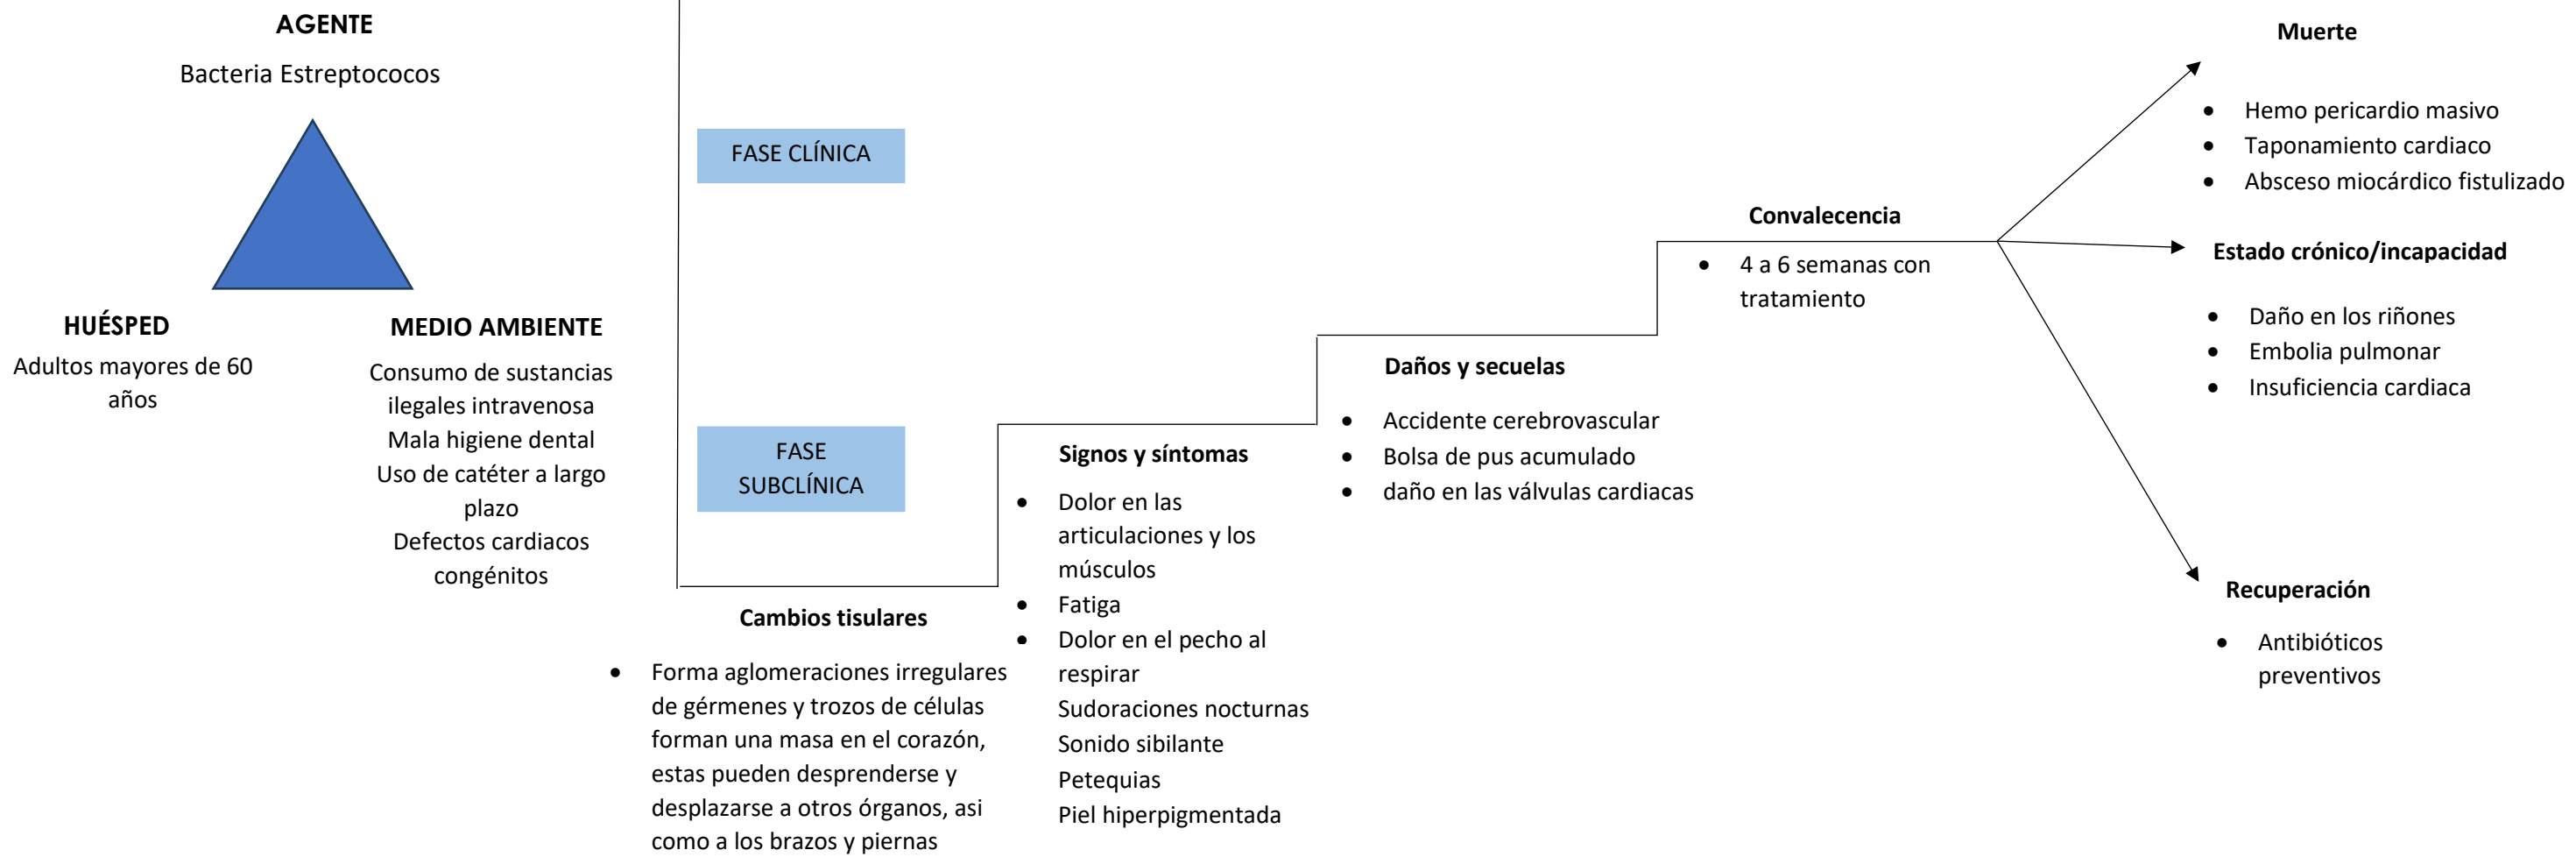 AGENTE
Bacteria Estreptococos
HUÉSPED
Adultos mayores de 60
años
MEDIO AMBIENTE
Consumo de sustancias
ilegales intravenosa
Mala higiene dental
Uso de catéter a largo
plazo
Defectos cardiacos
congénitos
FASE CLÍNICA
FASE
SUBCLÍNICA
Cambios tisulares
• Forma aglomeraciones irregulares
de gérmenes y trozos de células
forman una masa en el corazón,
estas pueden desprenderse y
desplazarse a otros órganos, asi
como a los brazos y piernas
Signos y síntomas
• Dolor en las
articulaciones y los
músculos
• Fatiga
• Dolor en el pecho al
respirar
Sudoraciones nocturnas
Sonido sibilante
Petequias
Piel hiperpigmentada
Daños y secuelas
• Accidente cerebrovascular
• Bolsa de pus acumulado
• daño en las válvulas cardiacas
Convalecencia
• 4 a 6 semanas con
tratamiento
Muerte
• Hemo pericardio masivo
• Taponamiento cardiaco
• Absceso miocárdico fistulizado
Estado crónico/incapacidad
• Daño en los riñones
• Embolia pulmonar
• Insuficiencia cardiaca
Recuperación
• Antibióticos
preventivos